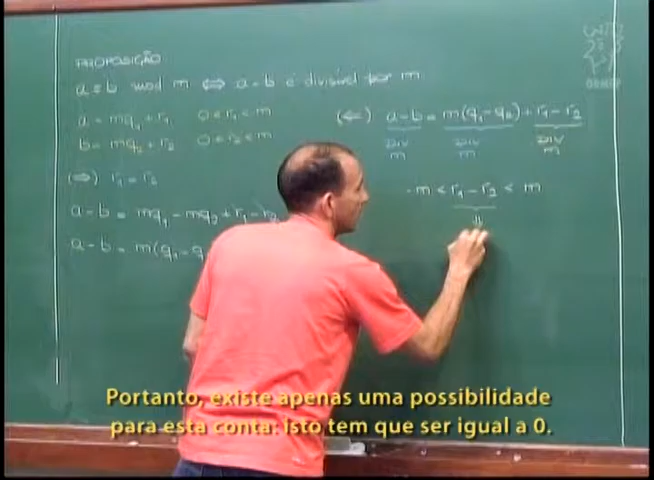 PROPOSIÇÃO
a ≡ b mod m ⟺ a - b é divisível por m
a = mq₁ + r₁ 0 ≤ r₁ < m
b = mq₂ + r₂ 0 ≤ r₂ < m
(⇒) r₁ = r₂
a - b = mq₁ - mq₂ + r₁ - r₂
a - b = m(q₁ - q
(⇐) a - b = m(q₁ - q₂) + r₁ - r₂
DIV DIV DIV
m m m
-m < r₁ - r₂ < m
OBMEP
Portanto, existe apenas uma possibilidade
para esta conta: isto tem que ser igual a 0.